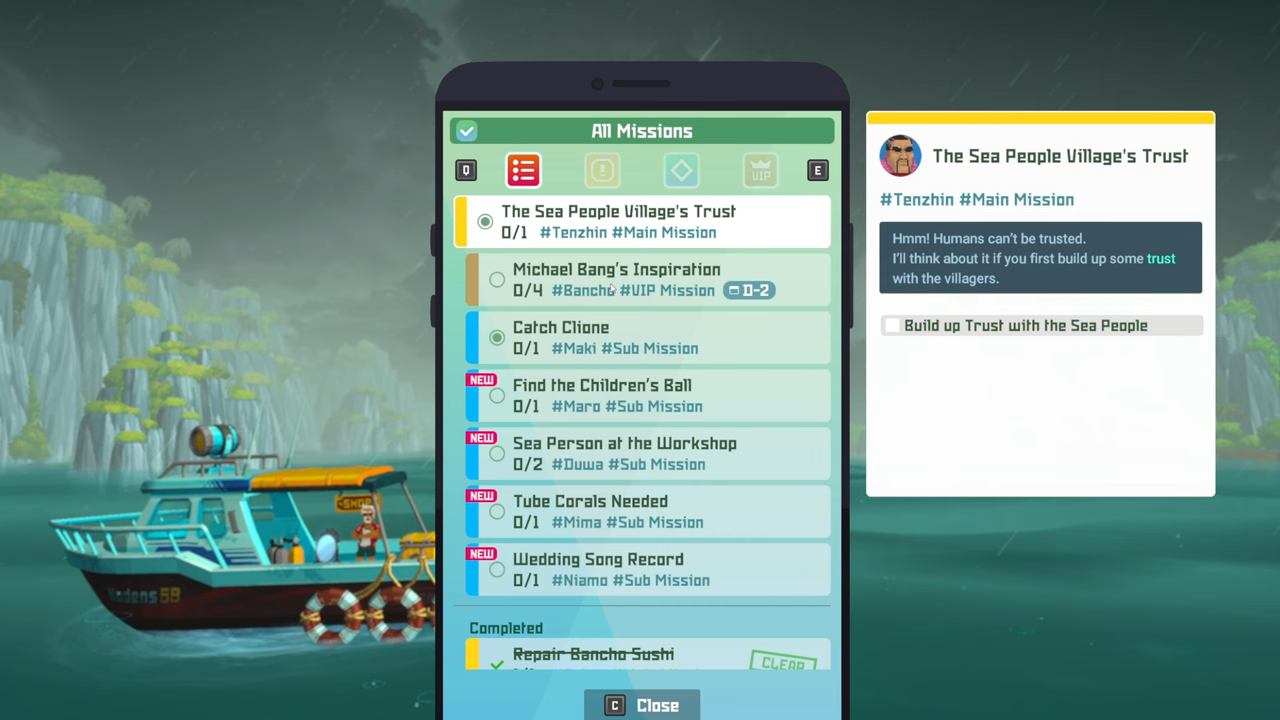 All Missions
Q
VIP
E
The Sea People Village's Trust
0/1 #Tenzhin #Main Mission
Michael Bang's Inspiration
0/4 #Bancho #VIP Mission D-2
Catch Clione
0/1 #Maki #Sub Mission
NEW
Find the Children's Ball
0/1 #Maro #Sub Mission
NEW
Sea Person at the Workshop
0/2 #Duwa #Sub Mission
NEW
Tube Corals Needed
0/1 #Mima #Sub Mission
NEW
Wedding Song Record
0/1 #Niamo #Sub Mission
Completed
Repair Bancho Sushi
CLEAR
C Close
The Sea People Village's Trust
#Tenzhin #Main Mission
Hmm! Humans can't be trusted.
I'll think about it if you first build up some trust
with the villagers.
Build up Trust with the Sea People
SHOP
Nadens 59